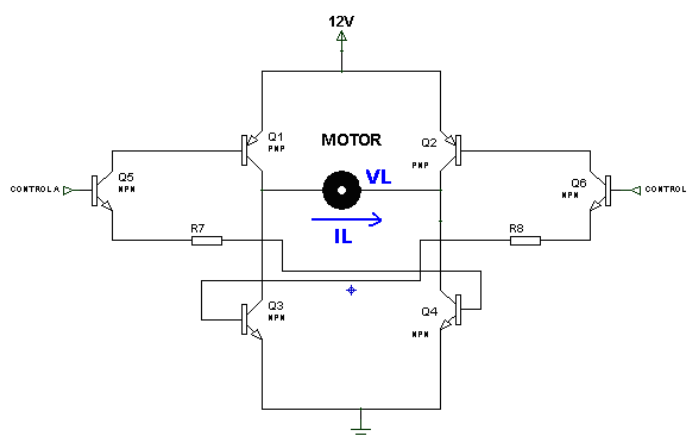 12V
Q1
PNP
MOTOR
Q2
PNP
Q5
NPN
VL
Q6
NPN
CONTROL A
CONTROL
R7
IL
R8
Q3
NPN
Q4
NPN